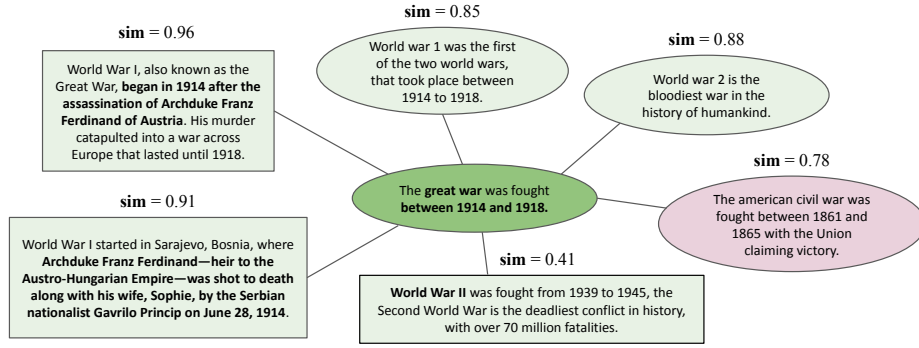 sim = 0.96
World War I, also known as the
Great War, began in 1914 after the
assassination of Archduke Franz
Ferdinand of Austria. His murder
catapulted into a war across
Europe that lasted until 1918.
sim = 0.85
World war 1 was the first
of the two world wars,
that took place between
1914 to 1918.
sim = 0.88
World war 2 is the
bloodiest war in the
history of humankind.
The great war was fought
between 1914 and 1918.
sim = 0.78
The american civil war was
fought between 1861 and
1865 with the Union
claiming victory.
sim = 0.91
World War I started in Sarajevo, Bosnia, where
Archduke Franz Ferdinand—heir to the
Austro-Hungarian Empire—was shot to death
along with his wife, Sophie, by the Serbian
nationalist Gavrilo Princip on June 28, 1914.
sim = 0.41
World War II was fought from 1939 to 1945, the
Second World War is the deadliest conflict in history,
with over 70 million fatalities.